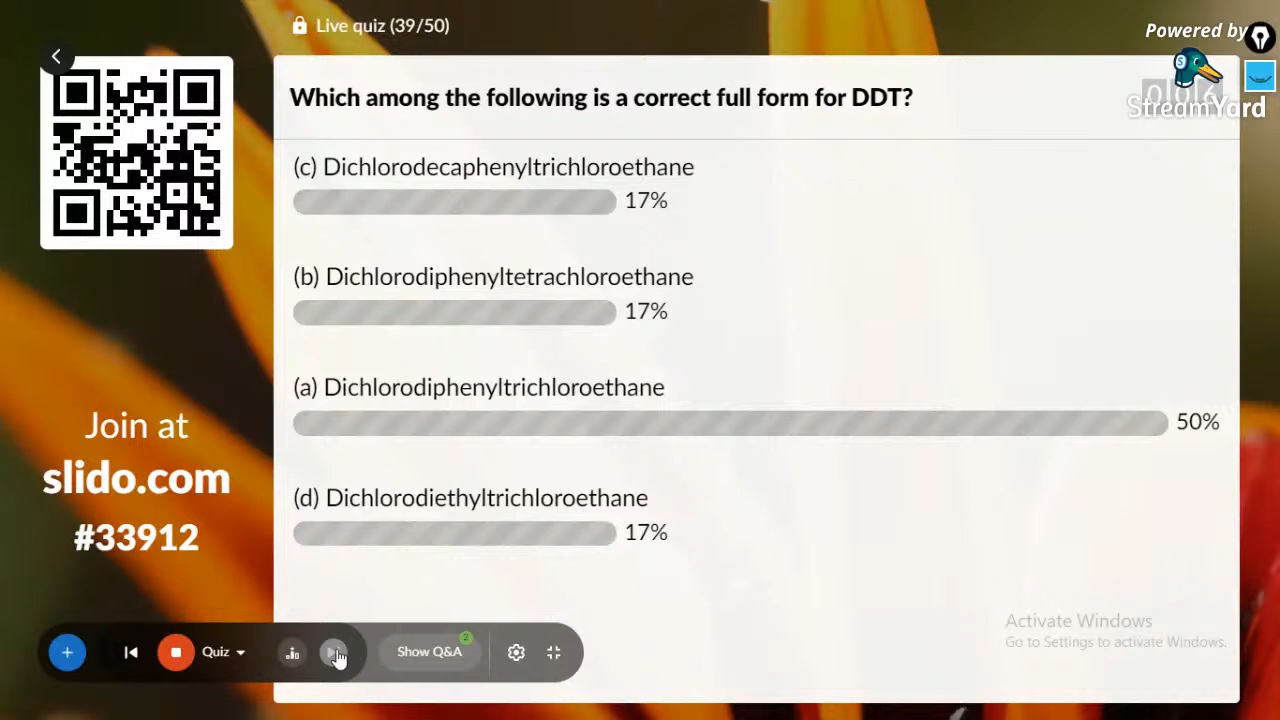 Live quiz (39/50)
Powered by
StreamYard
Which among the following is a correct full form for DDT?
(c) Dichlorodecaphenyltrichloroethane
17%
(b) Dichlorodiphenyltetrachloroethane
17%
(a) Dichlorodiphenyltrichloroethane
50%
(d) Dichlorodiethyltrichloroethane
17%
Join at
slido.com
#33912
Activate Windows
Go to Settings to activate Windows.
Quiz
Show Q&A
2